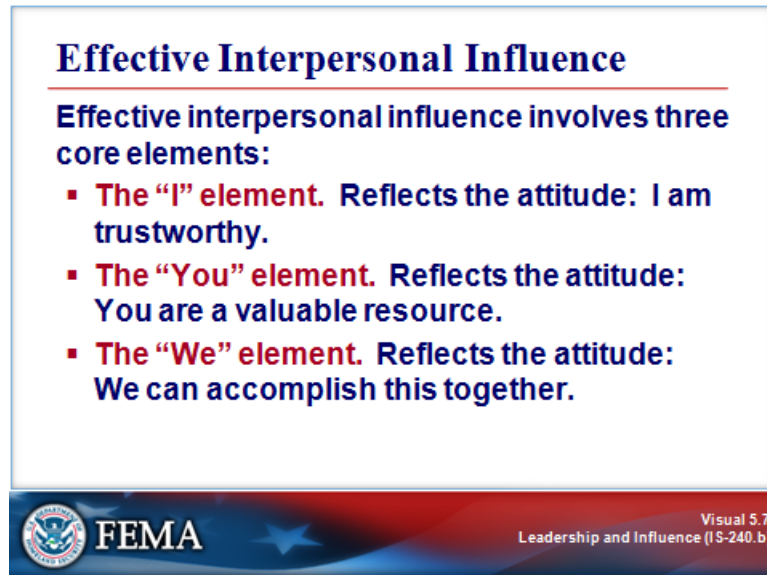 Effective Interpersonal Influence
Effective interpersonal influence involves three
core elements:
▪ The “I” element. Reflects the attitude: I am
trustworthy.
▪ The “You” element. Reflects the attitude:
You are a valuable resource.
▪ The “We” element. Reflects the attitude:
We can accomplish this together.
FEMA
Visual 5.7
Leadership and Influence (IS-240.b